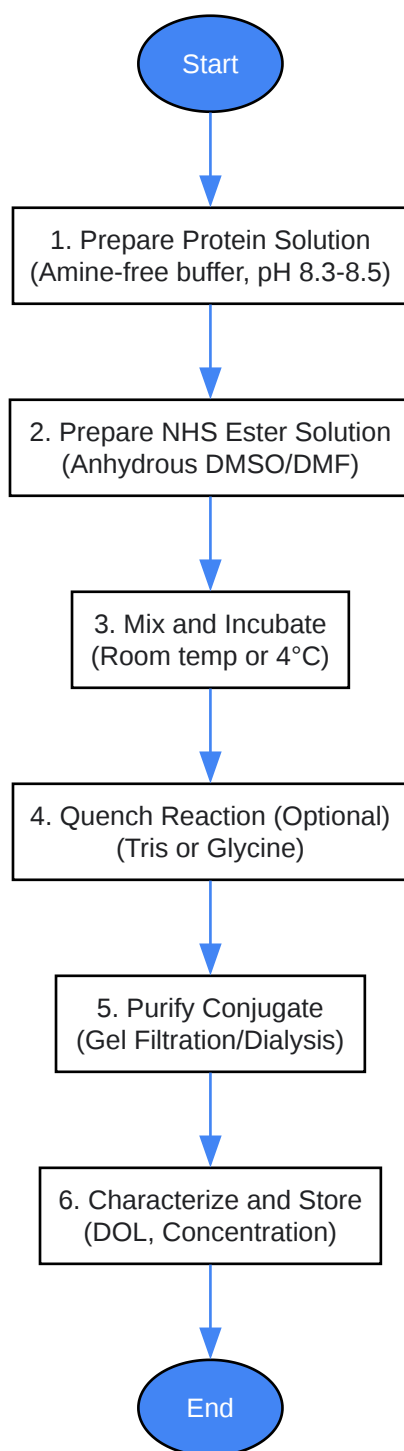 Start
1. Prepare Protein Solution
(Amine-free buffer, pH 8.3-8.5)
2. Prepare NHS Ester Solution
(Anhydrous DMSO/DMF)
3. Mix and Incubate
(Room temp or 4°C)
4. Quench Reaction (Optional)
(Tris or Glycine)
5. Purify Conjugate
(Gel Filtration/Dialysis)
6. Characterize and Store
(DOL, Concentration)
End